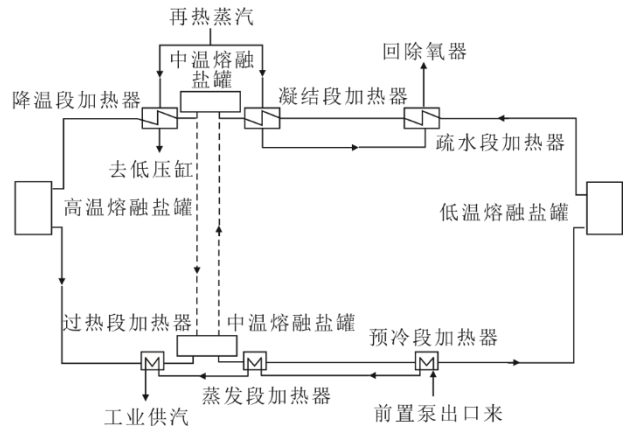 再热蒸汽
中温熔融
盐罐
回除氧器
降温段加热器
凝结段加热器
疏水段加热器
去低压缸
高温熔融盐罐
低温熔融盐罐
过热段加热器
中温熔融盐罐
预冷段加热器
蒸发段加热器
工业供汽
前置泵出口来